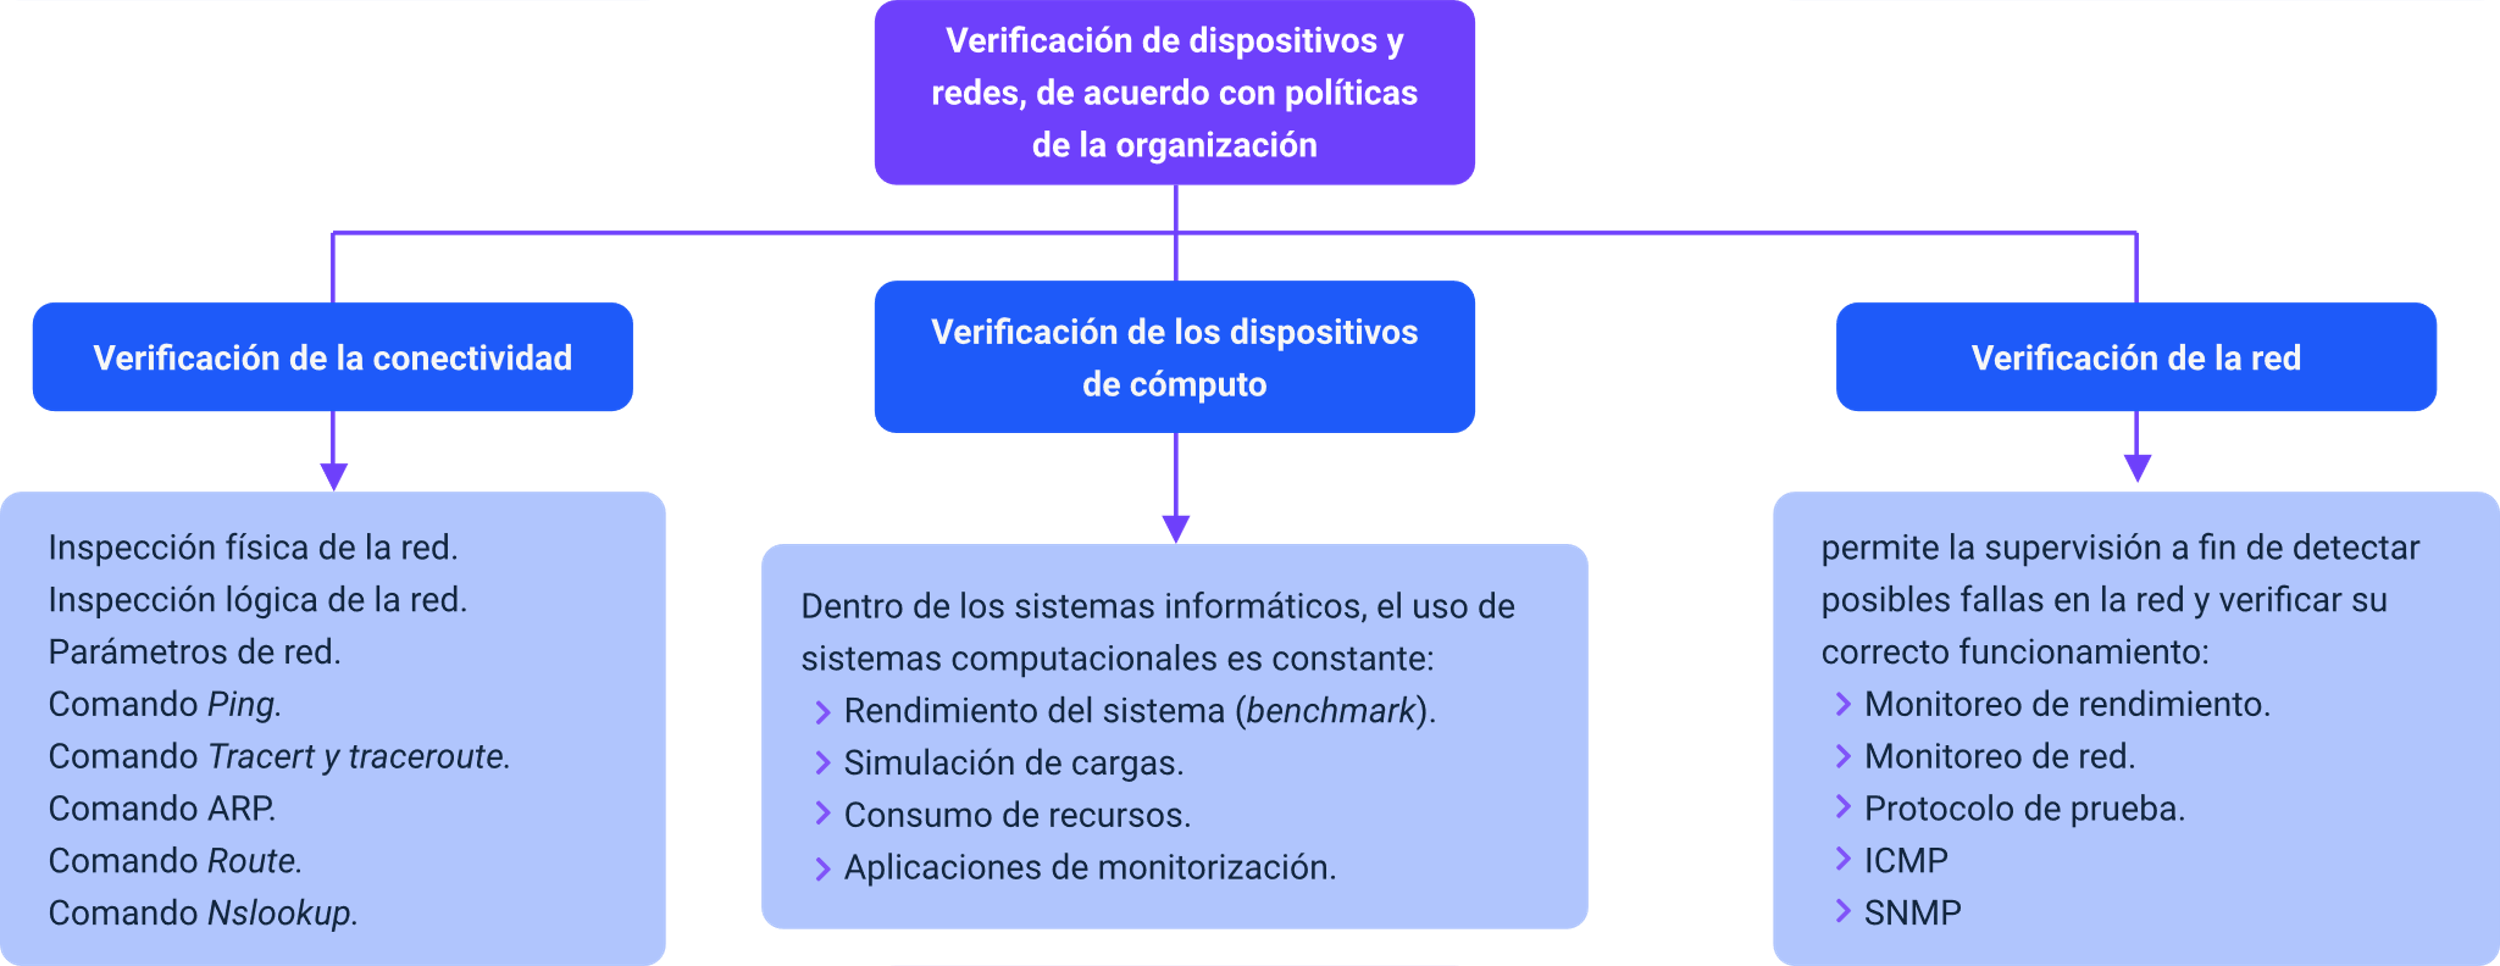 Verificación de dispositivos y
redes, de acuerdo con políticas
de la organización
Verificación de la conectividad
Inspección física de la red.
Inspección lógica de la red.
Parámetros de red.
Comando Ping.
Comando Tracert y traceroute.
Comando ARP.
Comando Route.
Comando Nslookup.
Verificación de los dispositivos
de cómputo
Dentro de los sistemas informáticos, el uso de
sistemas computacionales es constante:
Rendimiento del sistema (benchmark).
Simulación de cargas.
Consumo de recursos.
Aplicaciones de monitorización.
Verificación de la red
permite la supervisión a fin de detectar
posibles fallas en la red y verificar su
correcto funcionamiento:
Monitoreo de rendimiento.
Monitoreo de red.
Protocolo de prueba.
ICMP
SNMP